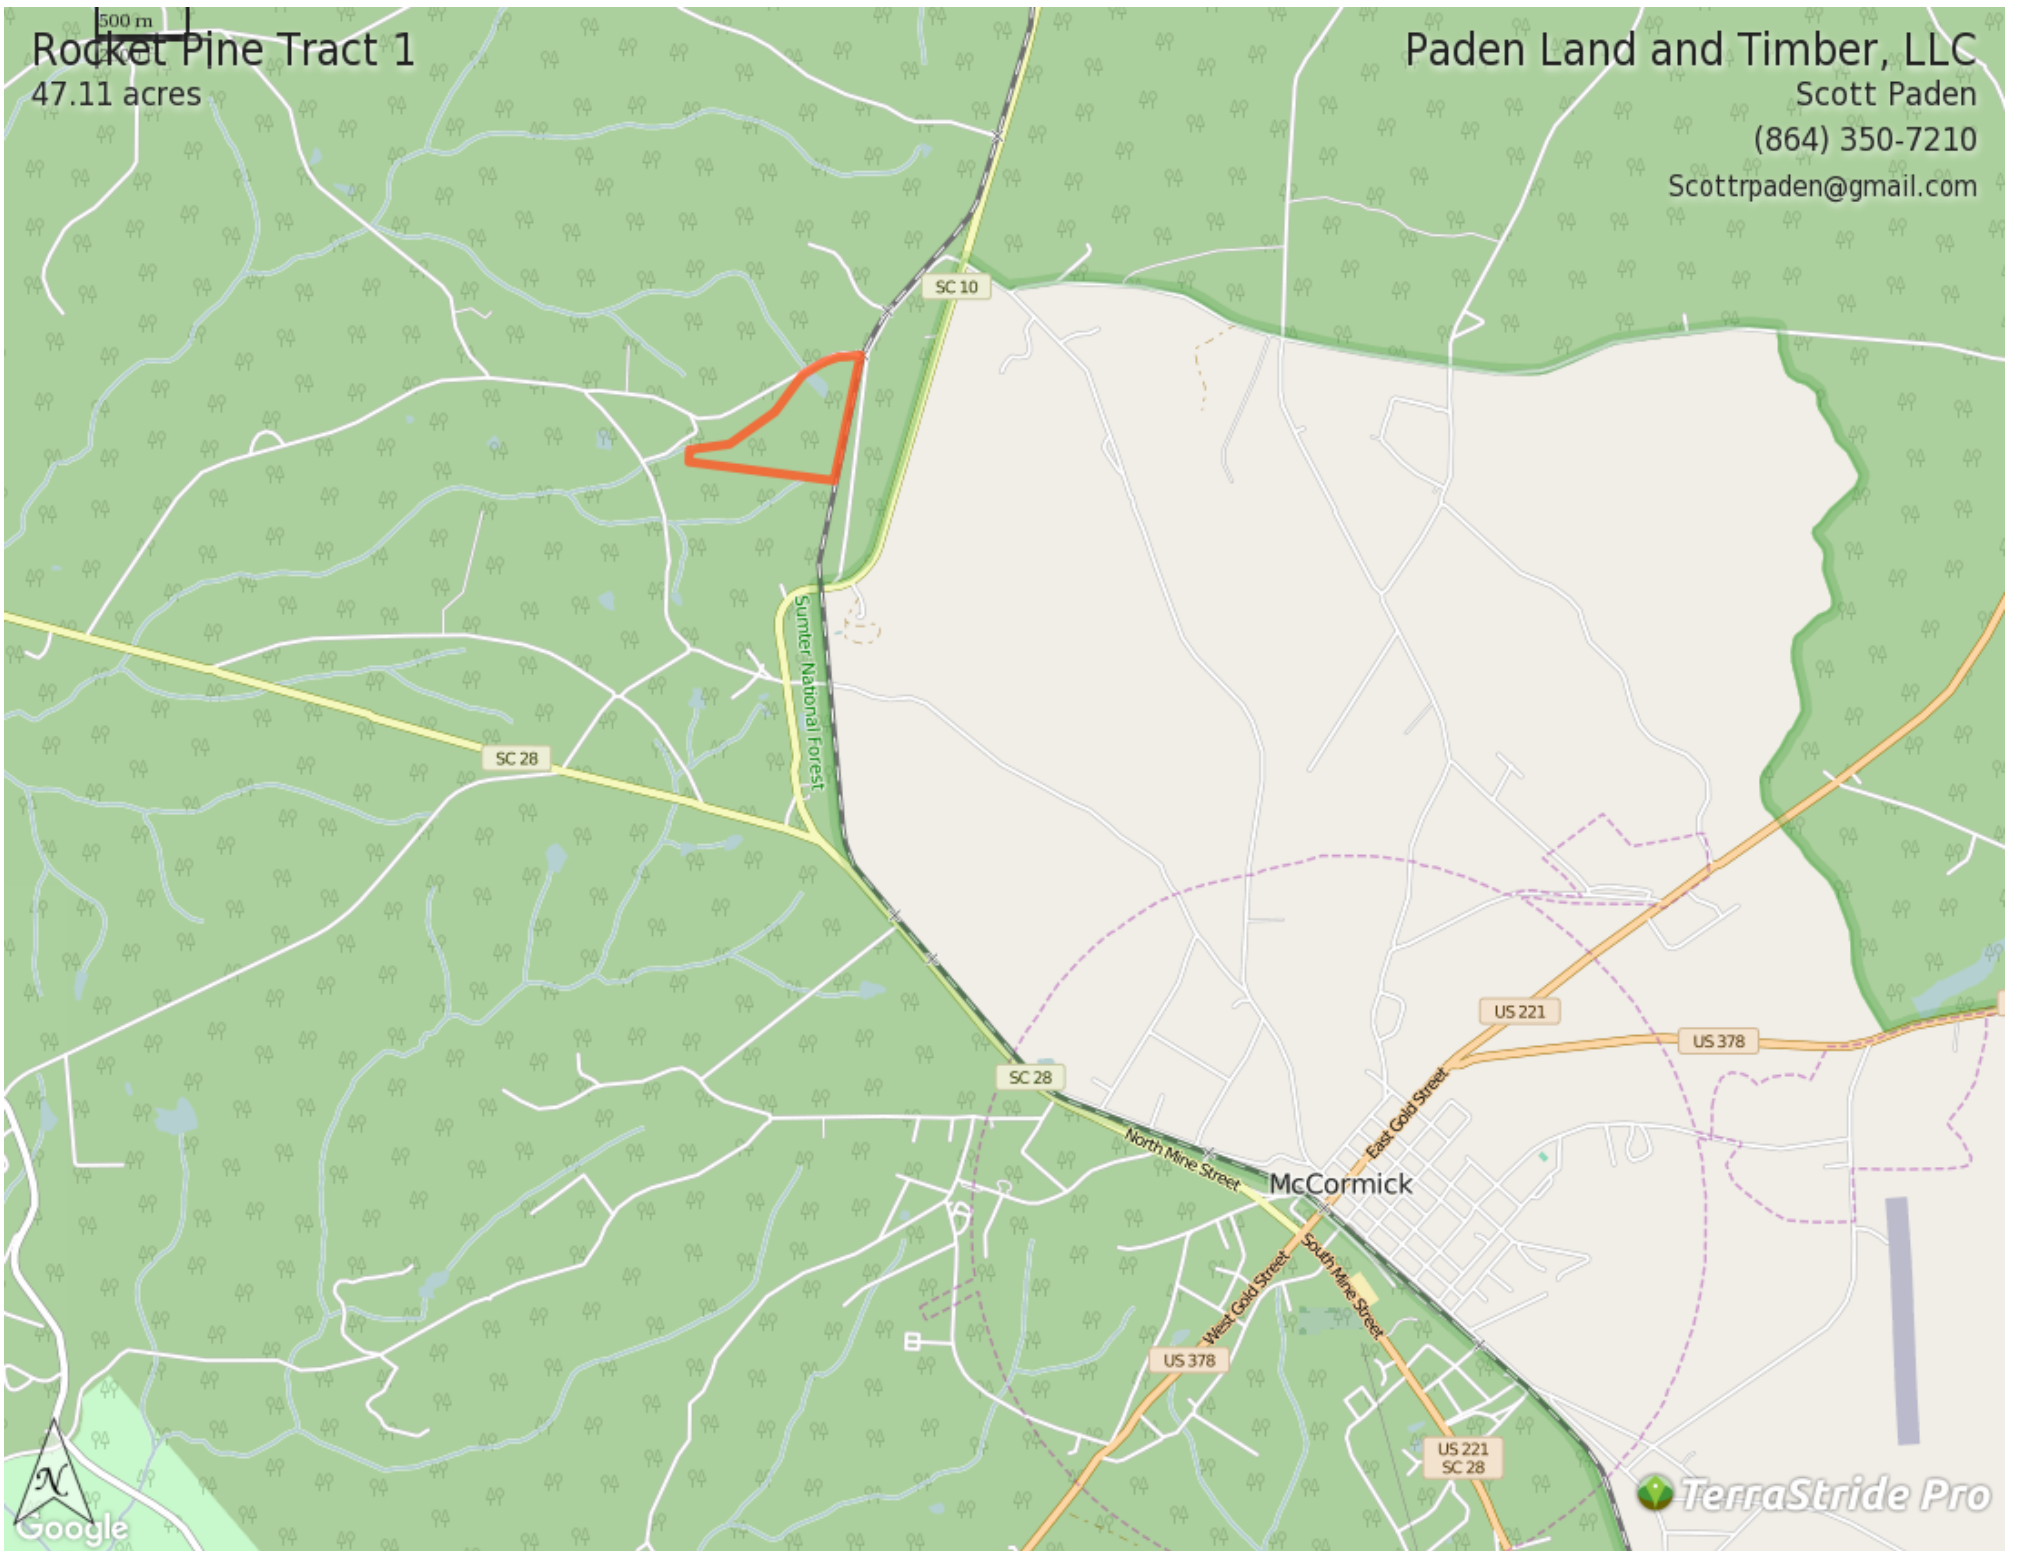 500 m
Rocket Pine Tract 1
47.11 acres
Paden Land and Timber, LLC
Scott Paden
(864) 350-7210
Scottrpaden@gmail.com
SC 10
Sumter National Forest
SC 28
US 221
US 378
SC 28
East Gold Street
North Mine Street
McCormick
South Mine Street
West Gold Street
US 378
US 221
SC 28
N
Google
TerraStride Pro